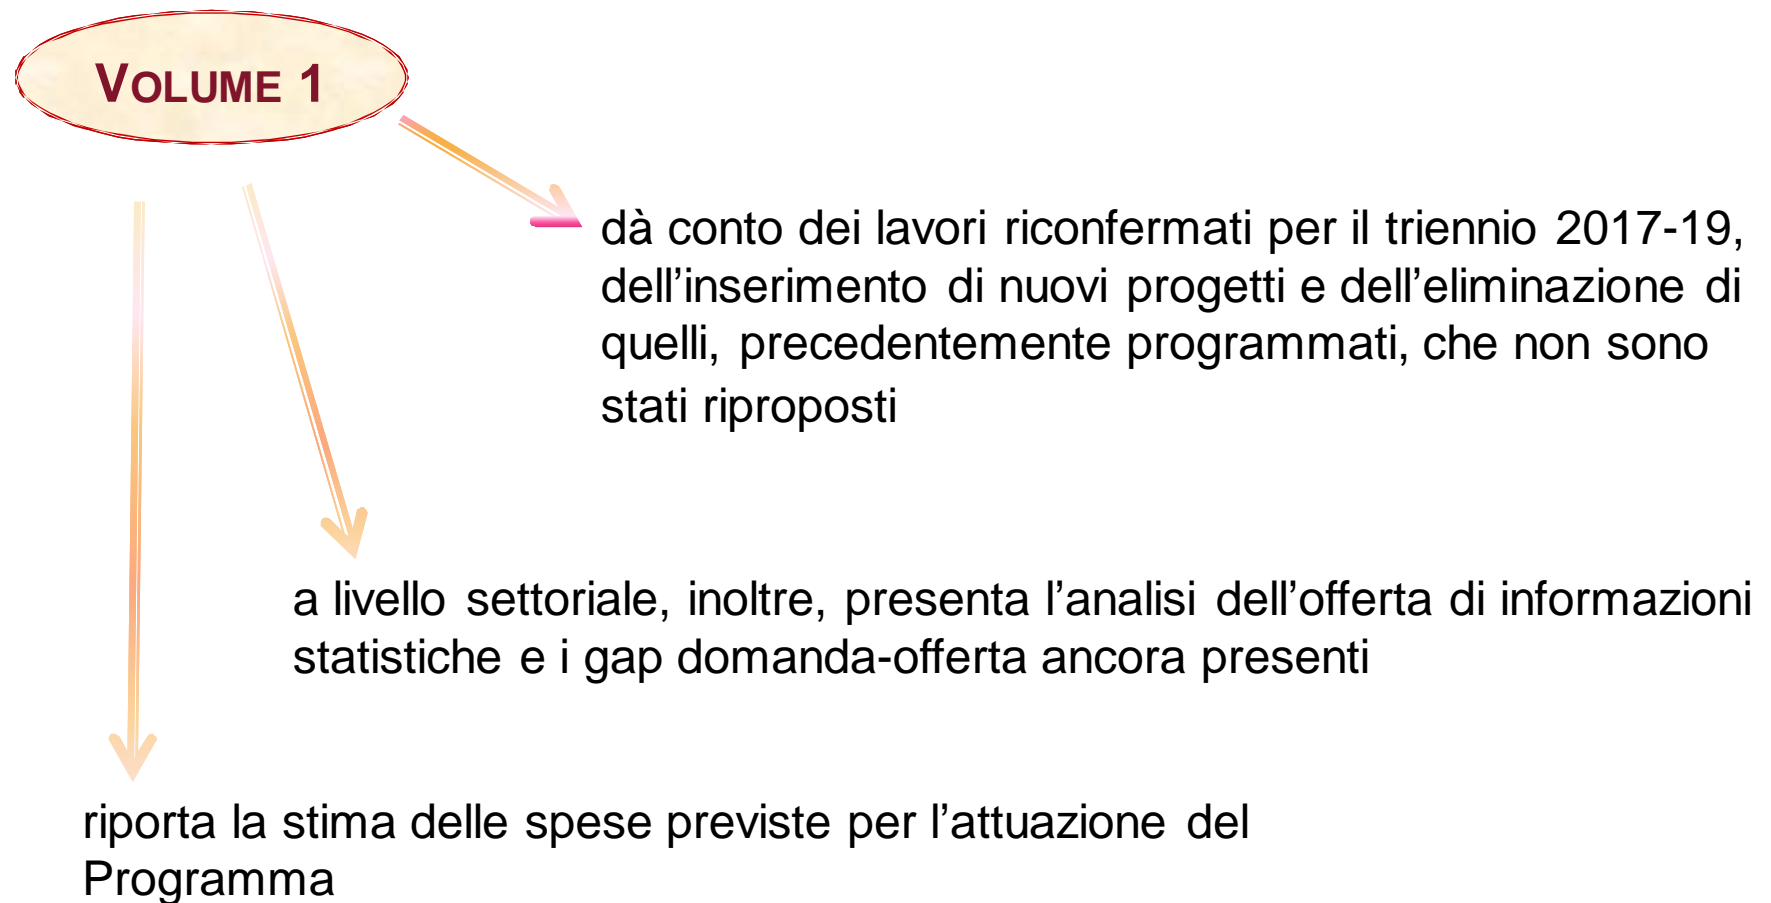 VOLUME 1
dà conto dei lavori riconfermati per il triennio 2017-19,
dell’inserimento di nuovi progetti e dell’eliminazione di
quelli, precedentemente programmati, che non sono
stati riproposti
a livello settoriale, inoltre, presenta l’analisi dell’offerta di informazioni
statistiche e i gap domanda-offerta ancora presenti
riporta la stima delle spese previste per l’attuazione del
Programma